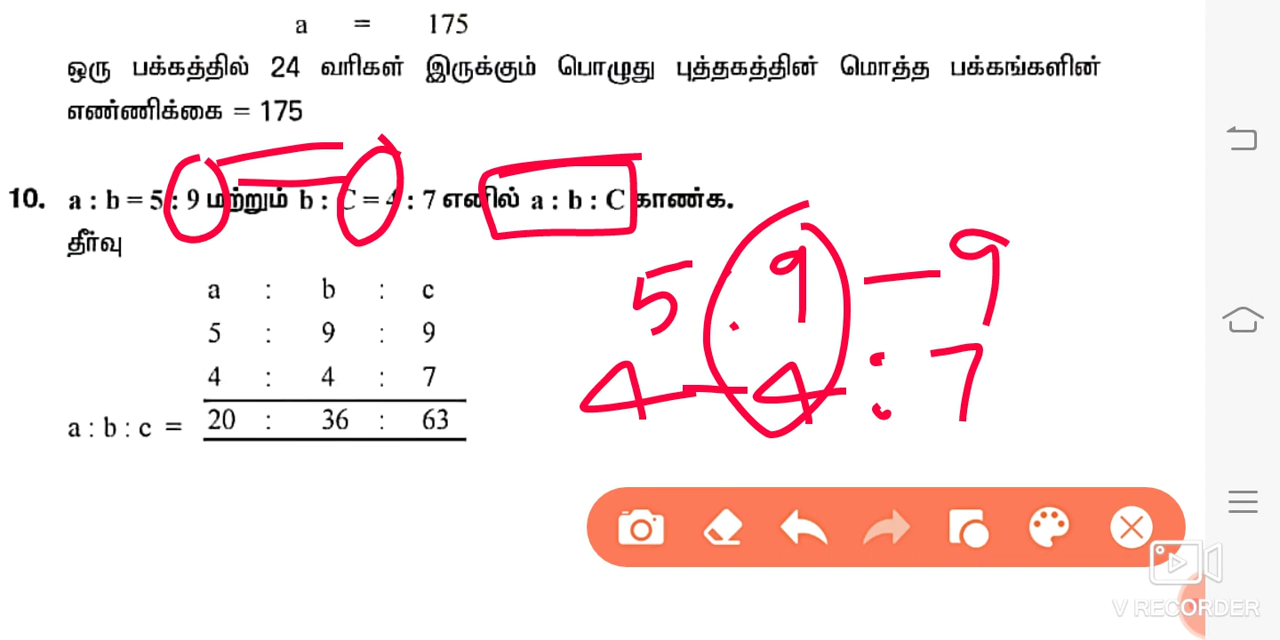 a = 175
ஒரு பக்கத்தில் 24 வரிகள் இருக்கும் பொழுது புத்தகத்தின் மொத்த பக்கங்களின்
எண்ணிக்கை = 175
10. a : b = 5 : 9 மற்றும் b : C = 4 : 7 எனில் a : b : C காண்க.
தீர்வு
a : b : c
5 : 9 : 9
4 : 4 : 7
a : b : c = 20 : 36 : 63
5 : 9 – 9
4 – 4 : 7
V RECORDER